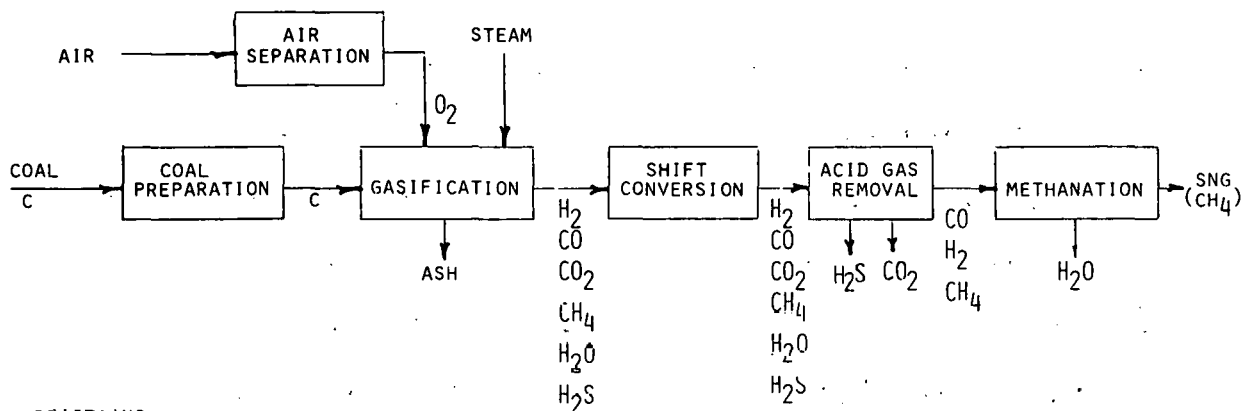 AIR
AIR
SEPARATION
STEAM
O2
COAL
C
COAL
PREPARATION
C
GASIFICATION
ASH
H2
CO
CO2
CH4
H2O
H2S
SHIFT
CONVERSION
H2
CO
CO2
CH4
H2O
H2S
ACID GAS
REMOVAL
H2S CO2
CO
H2
CH4
METHANATION
H2O
SNG
(CH4)